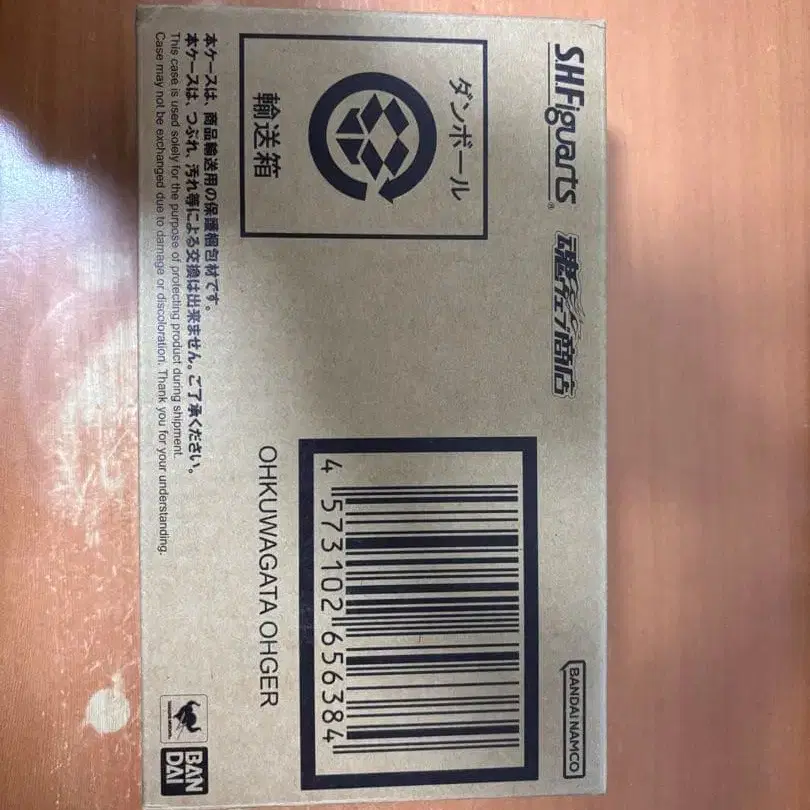 S.H.Figuarts®
魂ウェブ商店
BANDAI NAMCO
ダンボール
輸送箱
4 573102 656384
OHKUWAGATA OHGER
本ケースは、商品輸送用の保護梱包材です。
本ケースは、つぶれ、汚れ等による交換は出来ません。ご了承ください。
This case is used solely for the purpose of protecting product during shipment.
Case may not be exchanged due to damage or discoloration. Thank you for your understanding.
BAN
DAI